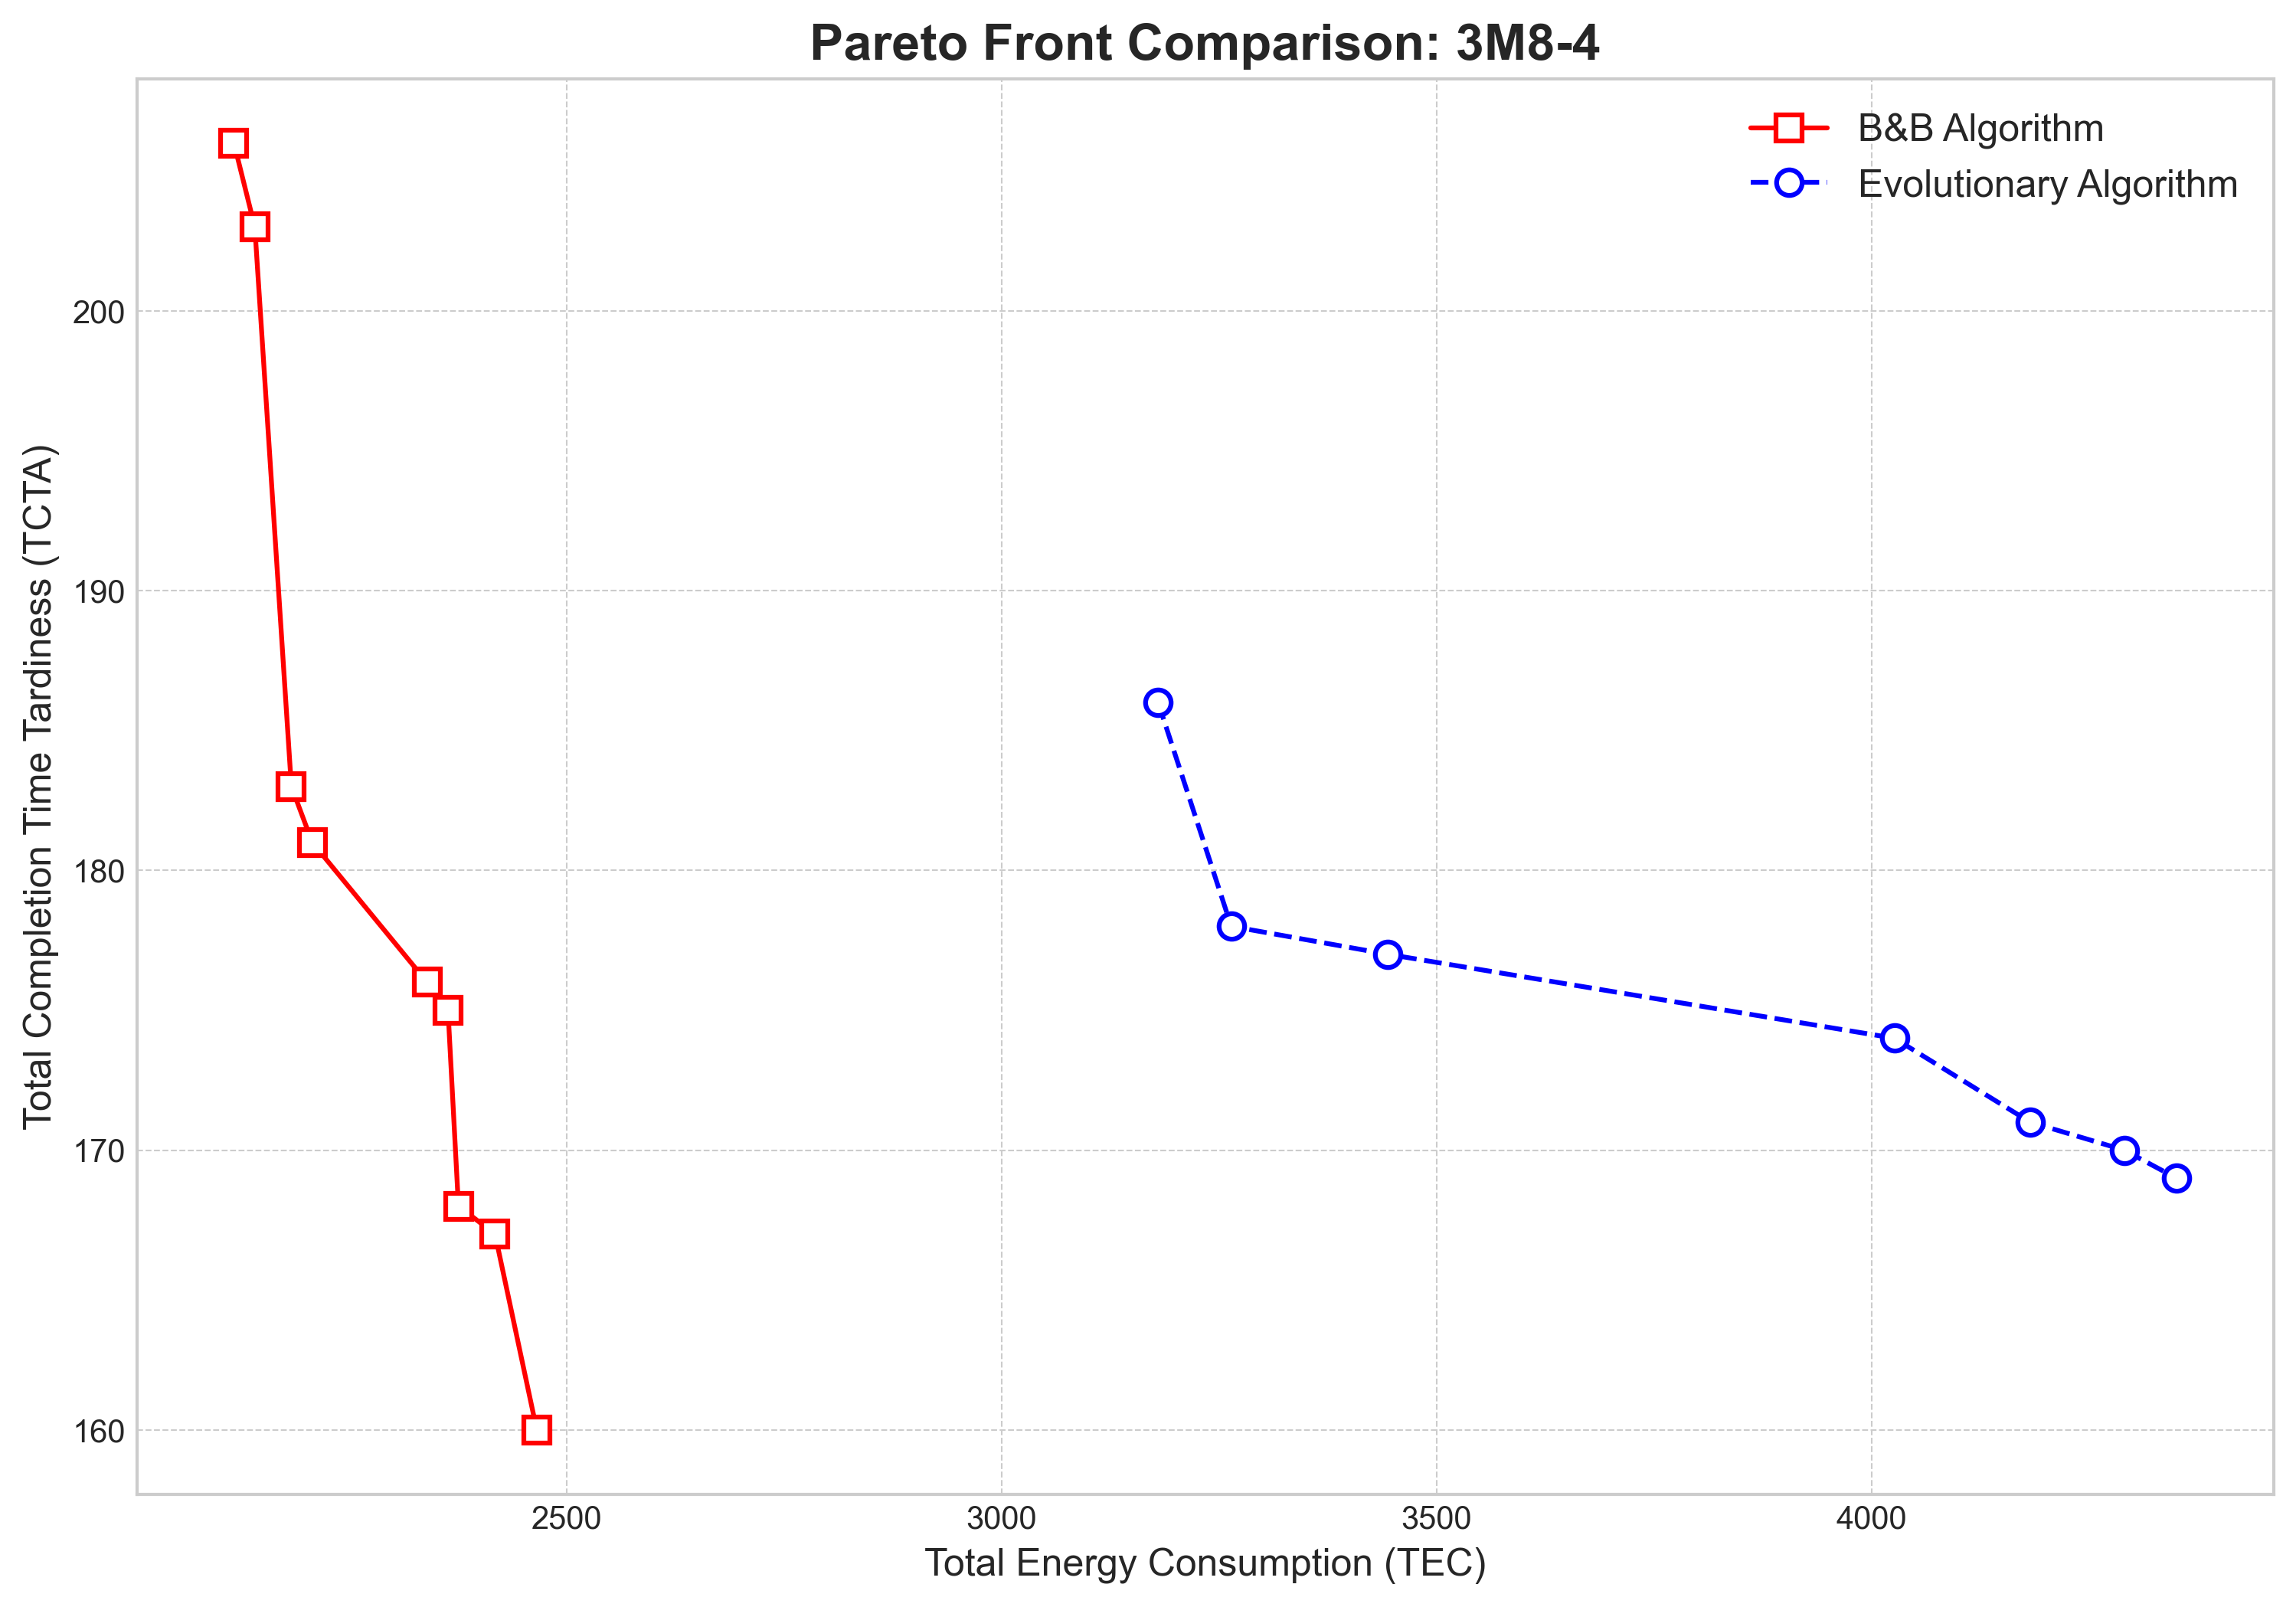 Pareto Front Comparison: 3M8-4
B&B Algorithm
Evolutionary Algorithm
Total Completion Time Tardiness (TCTA)
200
190
180
170
160
2500 3000 3500 4000
Total Energy Consumption (TEC)